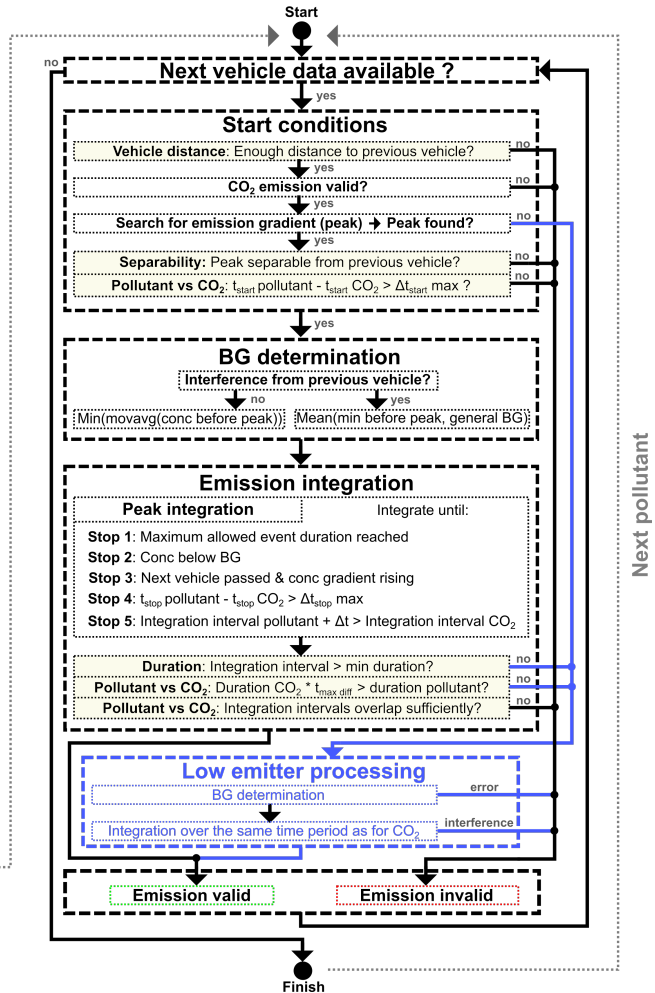 Start
no
Next vehicle data available ?
yes
Start conditions
Vehicle distance: Enough distance to previous vehicle?
no
yes
CO₂ emission valid?
no
yes
Search for emission gradient (peak) → Peak found?
no
yes
Separability: Peak separable from previous vehicle?
no
Pollutant vs CO₂: t_start pollutant - t_start CO₂ > Δt_start max ?
no
yes
BG determination
Interference from previous vehicle?
no
yes
Min(movavg(conc before peak))
Mean(min before peak, general BG)
Emission integration
Peak integration
Integrate until:
Stop 1: Maximum allowed event duration reached
Stop 2: Conc below BG
Stop 3: Next vehicle passed & conc gradient rising
Stop 4: t_stop pollutant - t_stop CO₂ > Δt_stop max
Stop 5: Integration interval pollutant + Δt > Integration interval CO₂
Duration: Integration interval > min duration?
no
Pollutant vs CO₂: Duration CO₂ * t_max diff > duration pollutant?
no
Pollutant vs CO₂: Integration intervals overlap sufficiently?
no
Low emitter processing
BG determination
error
Integration over the same time period as for CO₂
interference
Emission valid
Emission invalid
Finish
Next pollutant